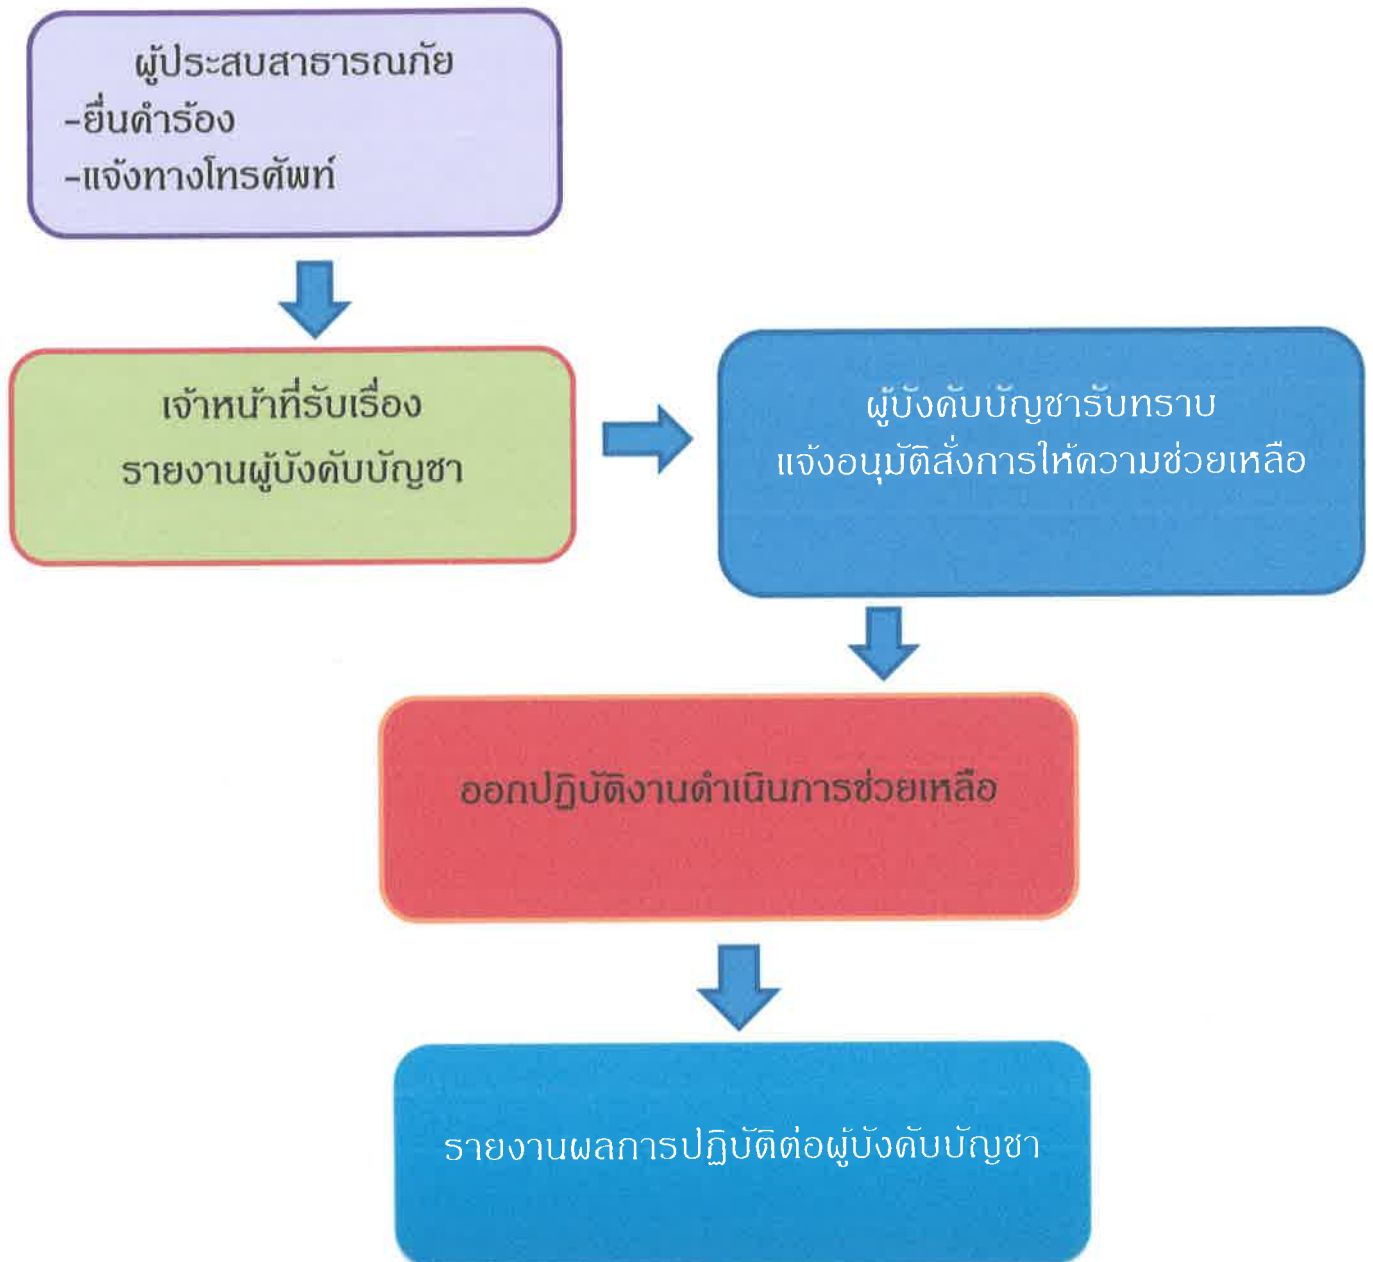 ผู้ประสบสาธารณภัย
-ยื่นคำร้อง
-แจ้งทางโทรศัพท์
เจ้าหน้าที่รับเรื่อง
รายงานผู้บังคับบัญชา
ผู้บังคับบัญชารับทราบ
แจ้งอนุมัติสั่งการให้ความช่วยเหลือ
ออกปฏิบัติงานดำเนินการช่วยเหลือ
รายงานผลการปฏิบัติต่อผู้บังคับบัญชา